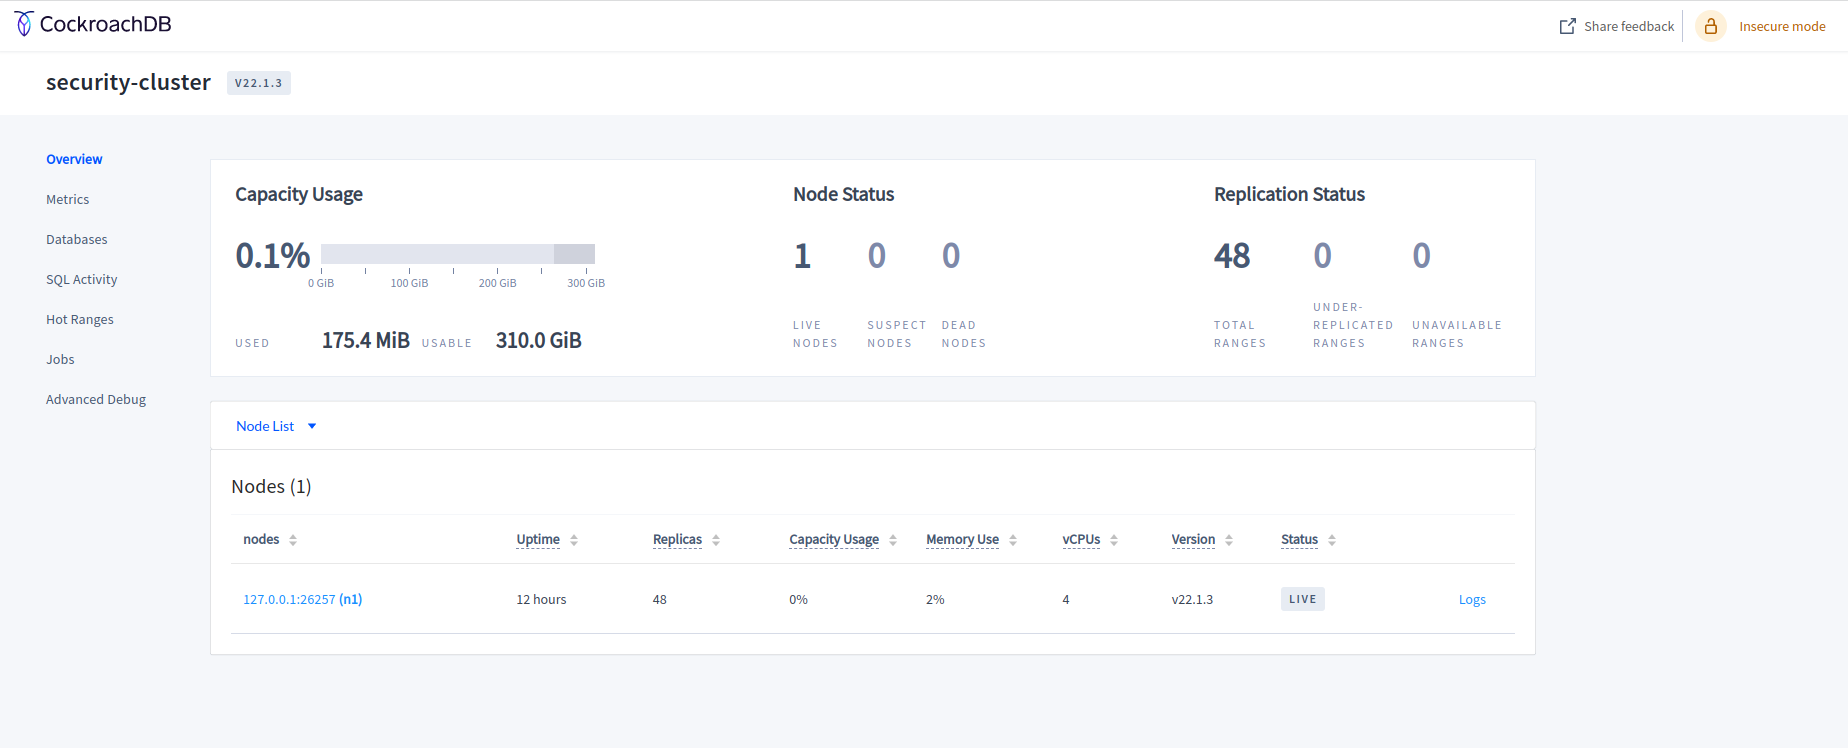 CockroachDB
Share feedback
Insecure mode
security-cluster V22.1.3
Overview
Metrics
Databases
SQL Activity
Hot Ranges
Jobs
Advanced Debug
Capacity Usage
0.1%
0 GiB 100 GiB 200 GiB 300 GiB
USED 175.4 MiB USABLE 310.0 GiB
Node Status
1 0 0
LIVE NODES
SUSPECT NODES
DEAD NODES
Replication Status
48 0 0
TOTAL RANGES
UNDER-REPLICATED RANGES
UNAVAILABLE RANGES
Node List
Nodes (1)
nodes Uptime Replicas Capacity Usage Memory Use vCPUs Version Status
127.0.0.1:26257 (n1) 12 hours 48 0% 2% 4 v22.1.3 LIVE Logs